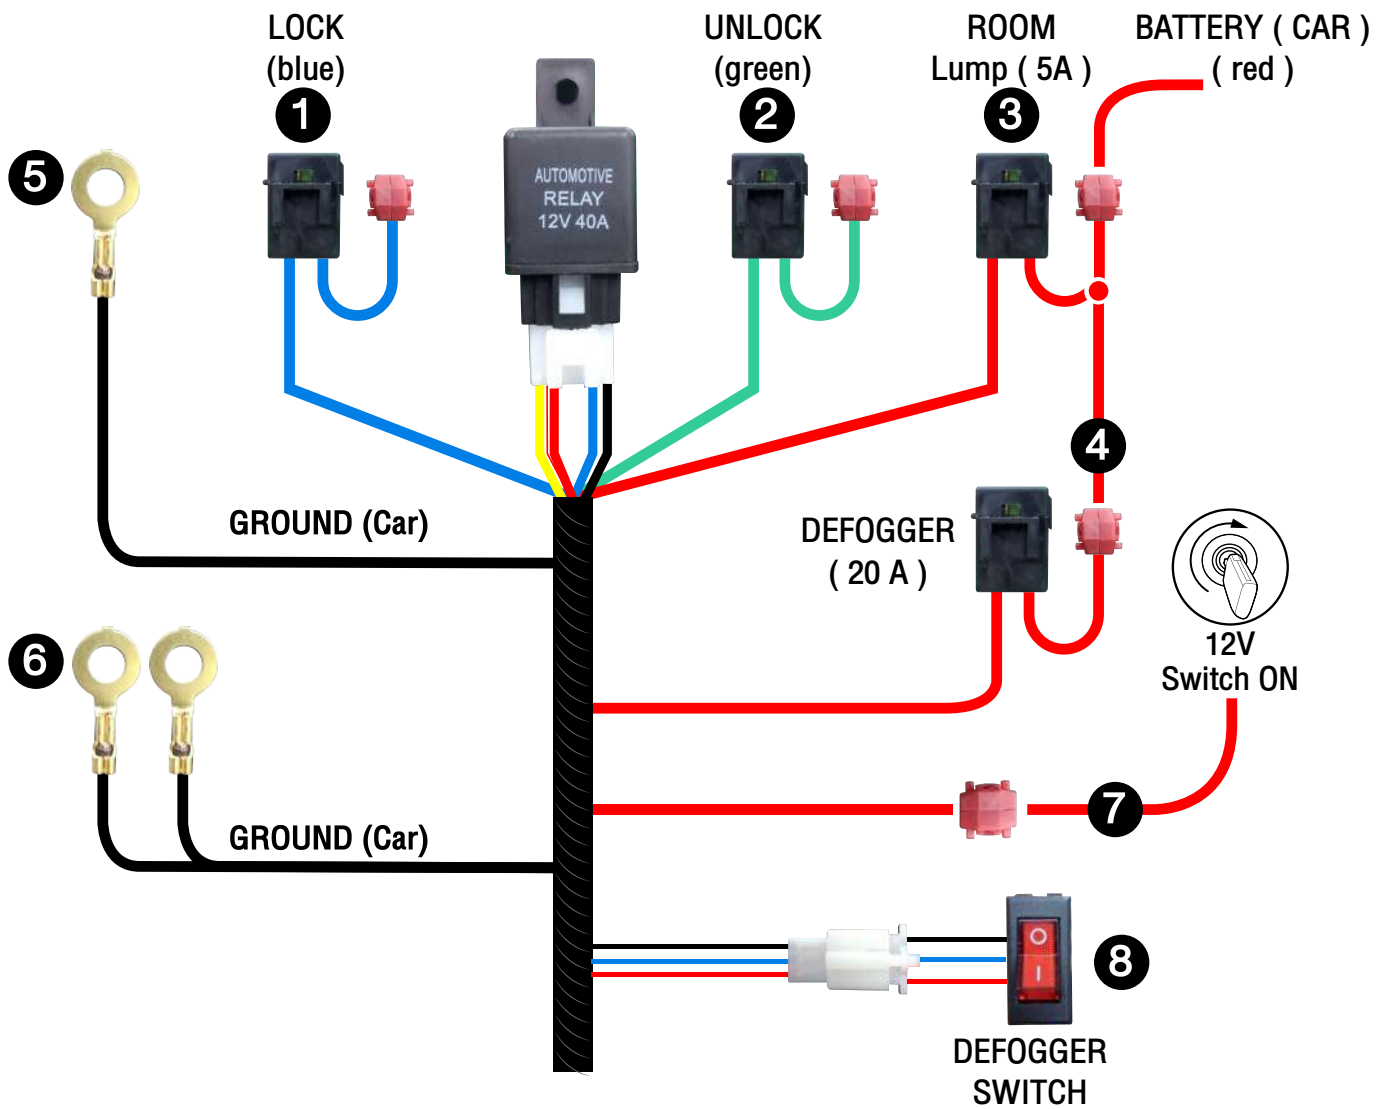 LOCK
(blue)
1
UNLOCK
(green)
2
ROOM
Lump ( 5A )
3
BATTERY ( CAR )
( red )
5
AUTOMOTIVE
RELAY
12V 40A
4
GROUND (Car)
DEFOGGER
( 20 A )
12V
Switch ON
6
7
GROUND (Car)
O
I
8
DEFOGGER
SWITCH